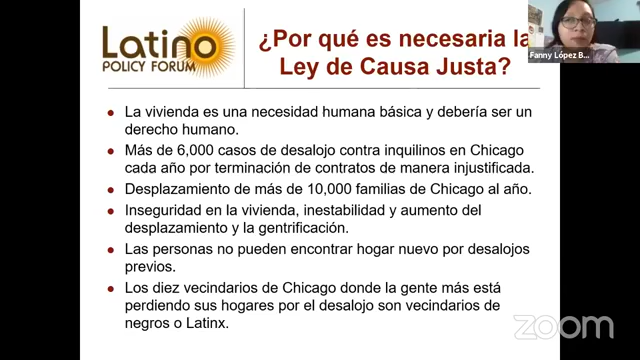 Latino
POLICY FORUM
¿Por qué es necesaria la
Ley de Causa Justa?
Fanny López B...
La vivienda es una necesidad humana básica y debería ser un
derecho humano.
Más de 6,000 casos de desalojo contra inquilinos en Chicago
cada año por terminación de contratos de manera injustificada.
Desplazamiento de más de 10,000 familias de Chicago al año.
Inseguridad en la vivienda, inestabilidad y aumento del
desplazamiento y la gentrificación.
Las personas no pueden encontrar hogar nuevo por desalojos
previos.
Los diez vecindarios de Chicago donde la gente más está
perdiendo sus hogares por el desalojo son vecindarios de
negros o Latinx.
zoom